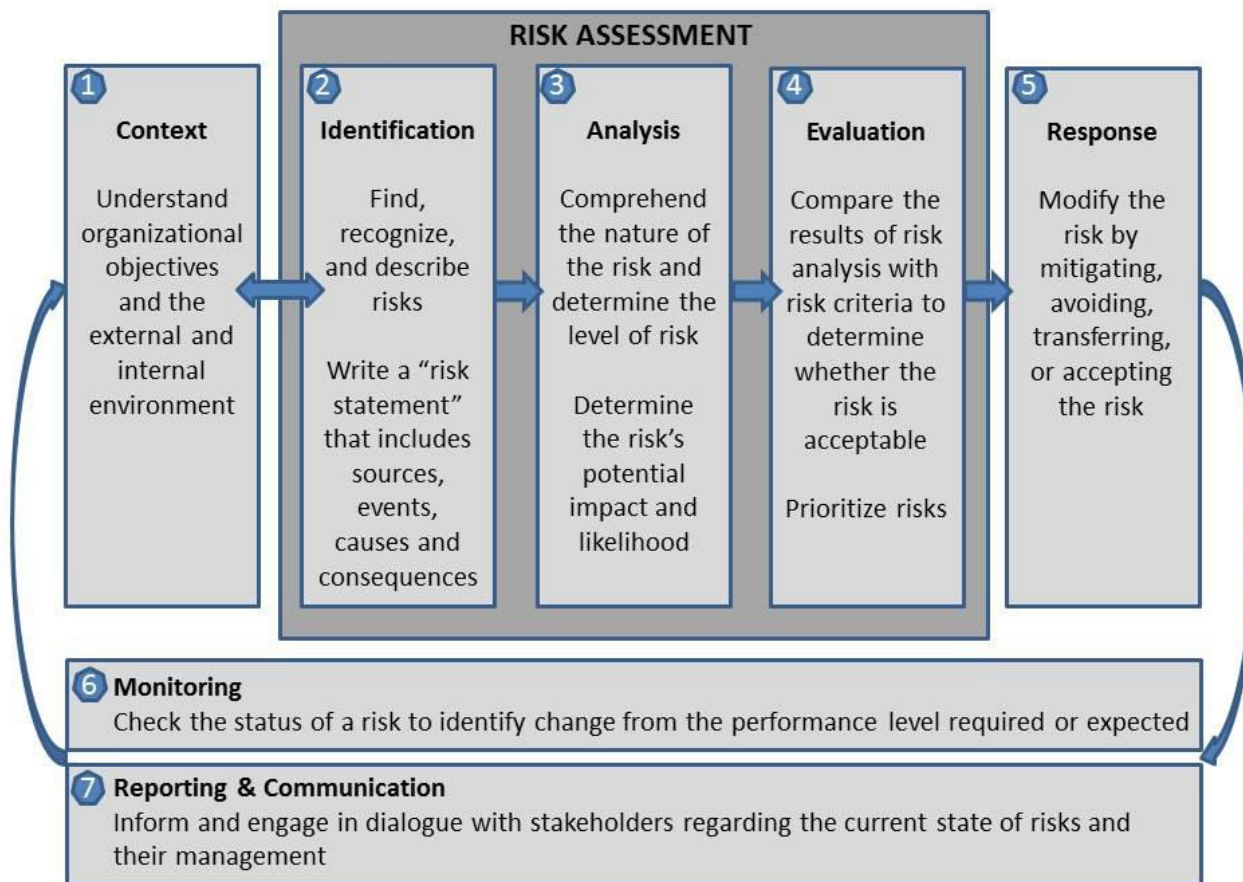 RISK ASSESSMENT
1
Context
Understand
organizational
objectives
and the
external and
internal
environment
2
Identification
Find,
recognize,
and describe
risks
Write a “risk
statement”
that includes
sources,
events,
causes and
consequences
3
Analysis
Comprehend
the nature of
the risk and
determine the
level of risk
Determine
the risk’s
potential
impact and
likelihood
4
Evaluation
Compare the
results of risk
analysis with
risk criteria to
determine
whether the
risk is
acceptable
Prioritize risks
5
Response
Modify the
risk by
mitigating,
avoiding,
transferring,
or accepting
the risk
6 Monitoring
Check the status of a risk to identify change from the performance level required or expected
7 Reporting & Communication
Inform and engage in dialogue with stakeholders regarding the current state of risks and
their management